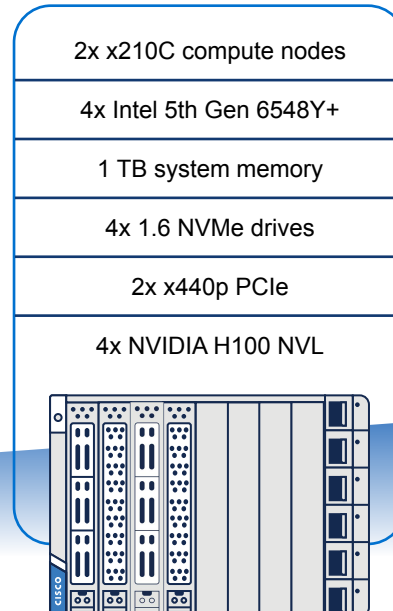 2x x210C compute nodes
4x Intel 5th Gen 6548Y+
1 TB system memory
4x 1.6 NVMe drives
2x x440p PCIe
4x NVIDIA H100 NVL
CISCO